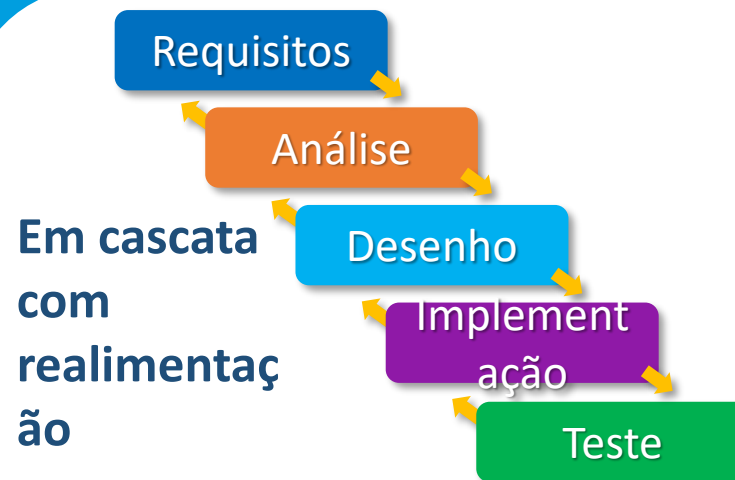 Requisitos
Análise
Em cascata
com
realimentaç
ão
Desenho
Implement
ação
Teste